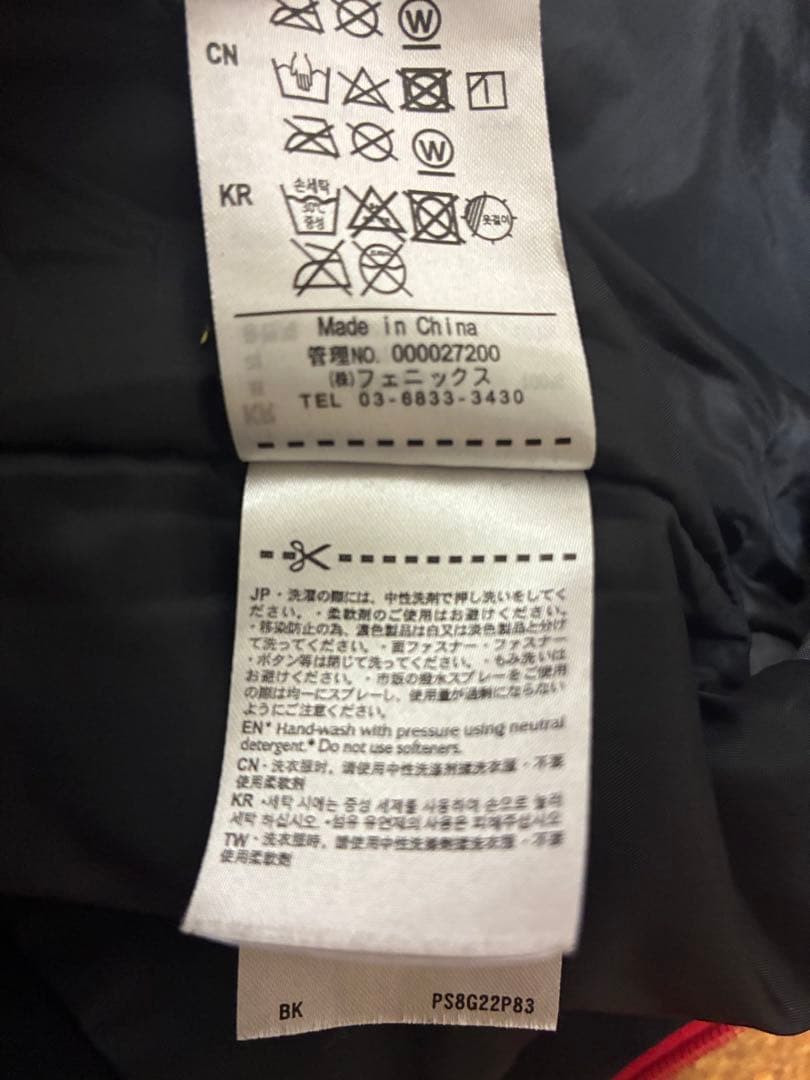 W
CN
W
KR
손세탁
30℃
중성
옷걸이
Made in China
管理NO. 000027200
(株)フェニックス
TEL 03-6833-3430
JP・洗濯の際には、中性洗剤で押し洗いをしてく
ださい。・柔軟剤のご使用はお避けください。
・移染防止の為、濃色製品は白又は淡色製品と分け
て洗ってください。・面ファスナー・ファスナー
・ボタン等は閉じて洗ってください。・もみ洗いは
お避けください。・市販の撥水スプレーをご使用
の際は均一にスプレーし、使用量が過剰にならない
ようにご注意ください。
EN* Hand-wash with pressure using neutral
detergent.* Do not use softeners.
CN・洗衣服时，请使用中性洗涤剂揉洗衣服・不要
使用柔軟剂
KR・세탁 시에는 중성 세제를 사용하여 손으로 눌러
세탁 하십시오. ・섬유 유연제의 사용은 피해주십시오
TW・洗衣服時，請使用中性洗滌劑揉洗衣服・不要
使用柔軟劑
BK PS8G22P83